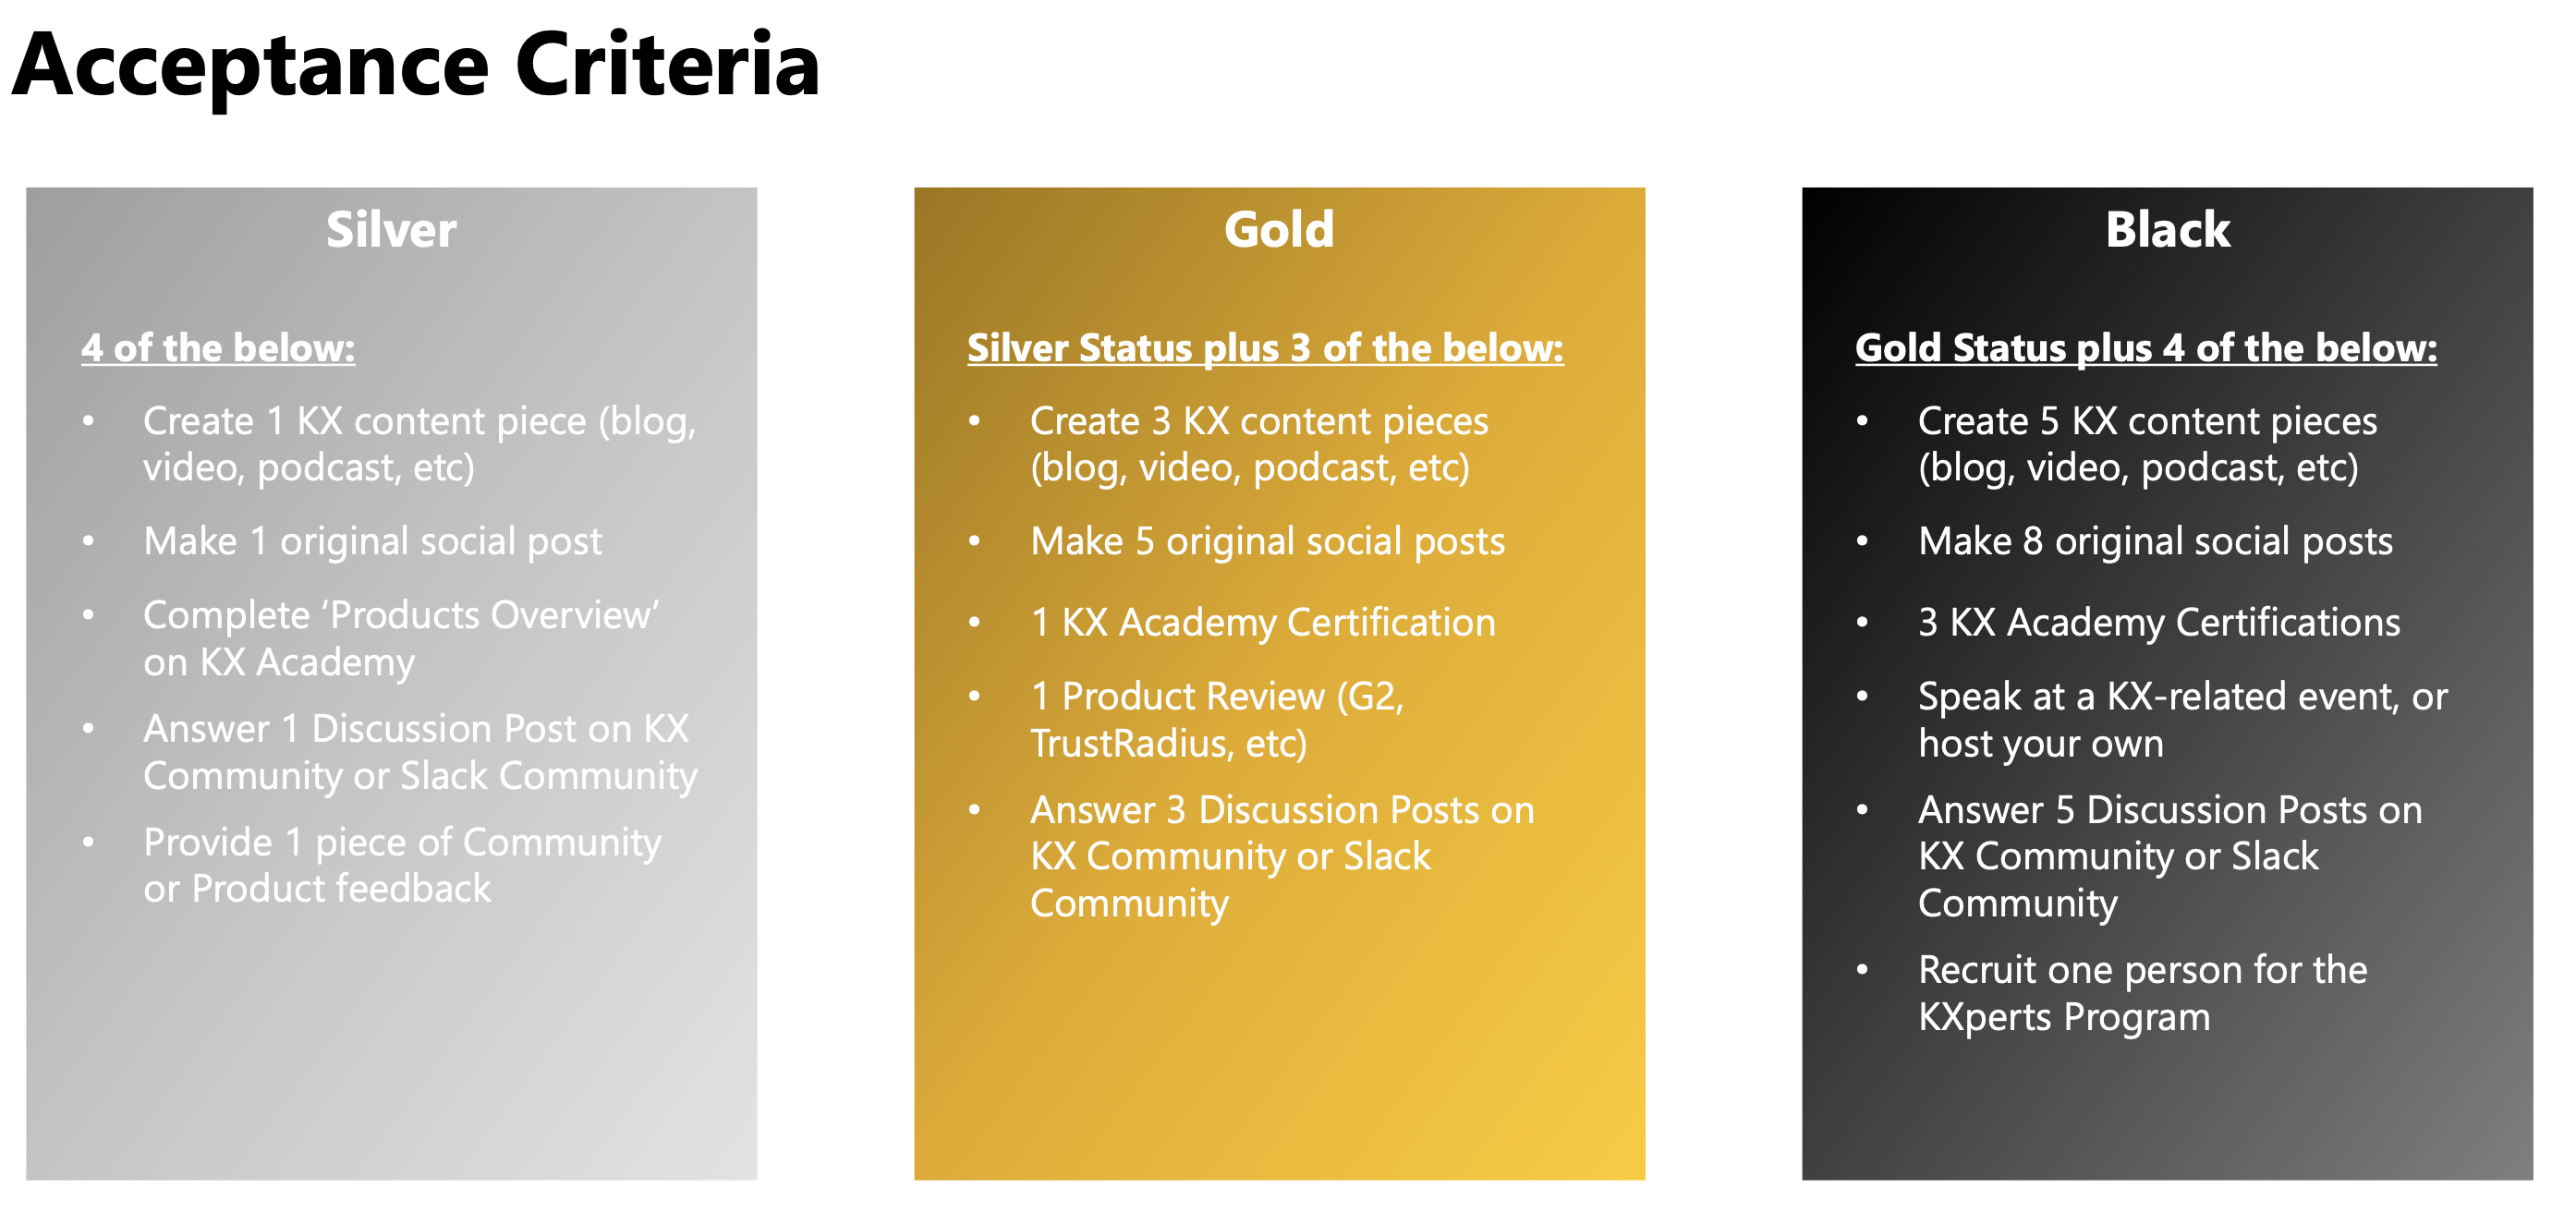 Acceptance Criteria
Silver
4 of the below:
• Create 1 KX content piece (blog,
video, podcast, etc)
• Make 1 original social post
• Complete ‘Products Overview’
on KX Academy
• Answer 1 Discussion Post on KX
Community or Slack Community
• Provide 1 piece of Community
or Product feedback
Gold
Silver Status plus 3 of the below:
• Create 3 KX content pieces
(blog, video, podcast, etc)
• Make 5 original social posts
• 1 KX Academy Certification
• 1 Product Review (G2,
TrustRadius, etc)
• Answer 3 Discussion Posts on
KX Community or Slack
Community
Black
Gold Status plus 4 of the below:
• Create 5 KX content pieces
(blog, video, podcast, etc)
• Make 8 original social posts
• 3 KX Academy Certifications
• Speak at a KX-related event, or
host your own
• Answer 5 Discussion Posts on
KX Community or Slack
Community
• Recruit one person for the
KXperts Program